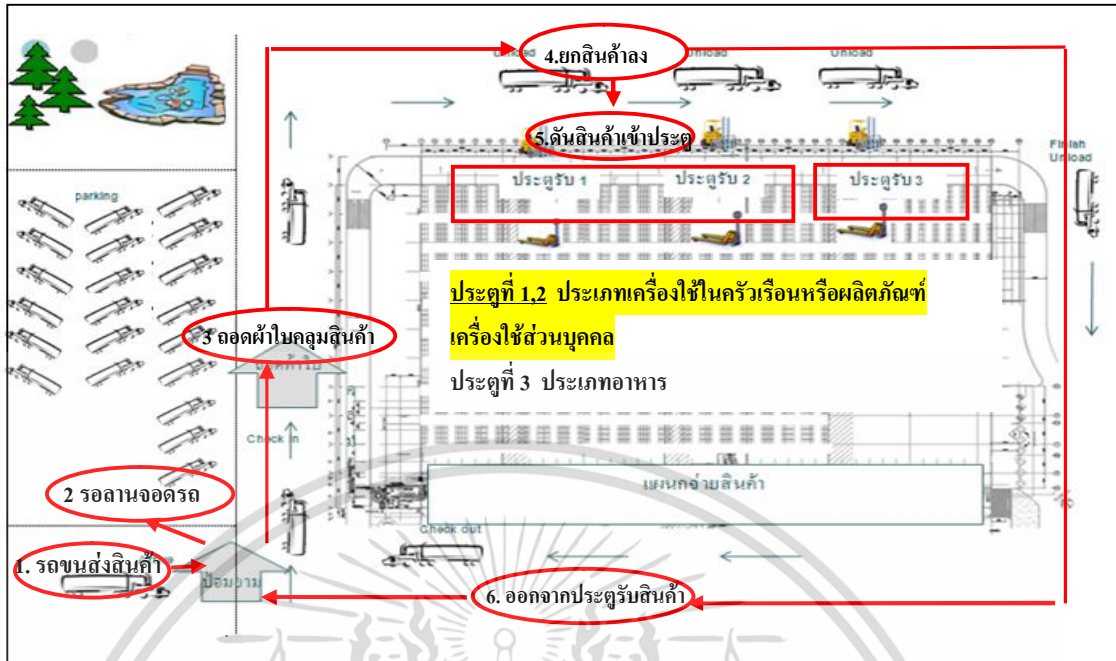 Unload
4.ยกสินค้าลง
Unload
Unload
5.ดันสินค้าเข้าประตู
Finish
Unload
ประตูรับ 1
ประตูรับ 2
ประตูรับ 3
parking
ประตูที่ 1,2 ประเภทเครื่องใช้ในครัวเรือนหรือผลิตภัณฑ์
เครื่องใช้ส่วนบุคคล
ประตูที่ 3 ประเภทอาหาร
3 ถอดผ้าใบคลุมสินค้า
Check in
แผนกจ่ายสินค้า
2 รอลานจอดรถ
Check out
1. รถขนส่งสินค้า
ป้อมยาม
6. ออกจากประตูรับสินค้า